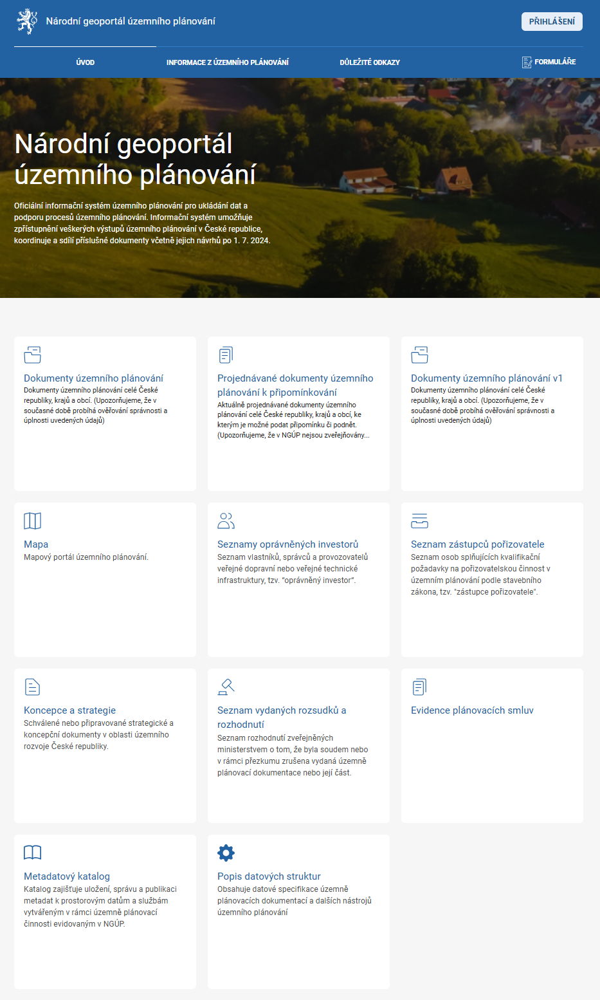 Národní geoportál územního plánování
PŘIHLÁŠENÍ
ÚVOD
INFORMACE Z ÚZEMNÍHO PLÁNOVÁNÍ
DŮLEŽITÉ ODKAZY
FORMULÁŘE
Národní geoportál
územního plánování
Oficiální informační systém územního plánování pro ukládání dat a
podporu procesů územního plánování. Informační systém umožňuje
zpřístupnění veškerých výstupů územního plánování v České republice,
koordinuje a sdílí příslušné dokumenty včetně jejich návrhů po 1. 7. 2024.
Dokumenty územního plánování
Dokumenty územního plánování celé České
republiky, krajů a obcí. (Upozorňujeme, že v
současné době probíhá ověřování správnosti a
úplnosti uvedených údajů)
Projednávané dokumenty územního
plánování k připomínkování
Aktuálně projednávané dokumenty územního
plánování celé České republiky, krajů a obcí, ke
kterým je možné podat připomínku či podnět.
(Upozorňujeme, že v NGÚP nejsou zveřejňovány...
Dokumenty územního plánování v1
Dokumenty územního plánování celé České
republiky, krajů a obcí. (Upozorňujeme, že v
současné době probíhá ověřování správnosti a
úplnosti uvedených údajů)
Mapa
Mapový portál územního plánování.
Seznamy oprávněných investorů
Seznam vlastníků, správců a provozovatelů
veřejné dopravní nebo veřejné technické
infrastruktury, tzv. “oprávněný investor”.
Seznam zástupců pořizovatele
Seznam osob splňujících kvalifikační
požadavky na pořizovatelskou činnost v
územním plánování podle stavebního
zákona, tzv. "zástupce pořizovatele".
Koncepce a strategie
Schválené nebo připravované strategické a
koncepční dokumenty v oblasti územního
rozvoje České republiky.
Seznam vydaných rozsudků a
rozhodnutí
Seznam rozhodnutí zveřejněných
ministerstvem o tom, že byla soudem nebo
v rámci přezkumu zrušena vydaná územně
plánovací dokumentace nebo její část.
Evidence plánovacích smluv
Metadatový katalog
Katalog zajišťuje uložení, správu a publikaci
metadat k prostorovým datům a službám
vytvářeným v rámci územně plánovací
činnosti evidovaným v NGÚP.
Popis datových struktur
Obsahuje datové specifikace územně
plánovacích dokumentací a dalších nástrojů
územního plánování